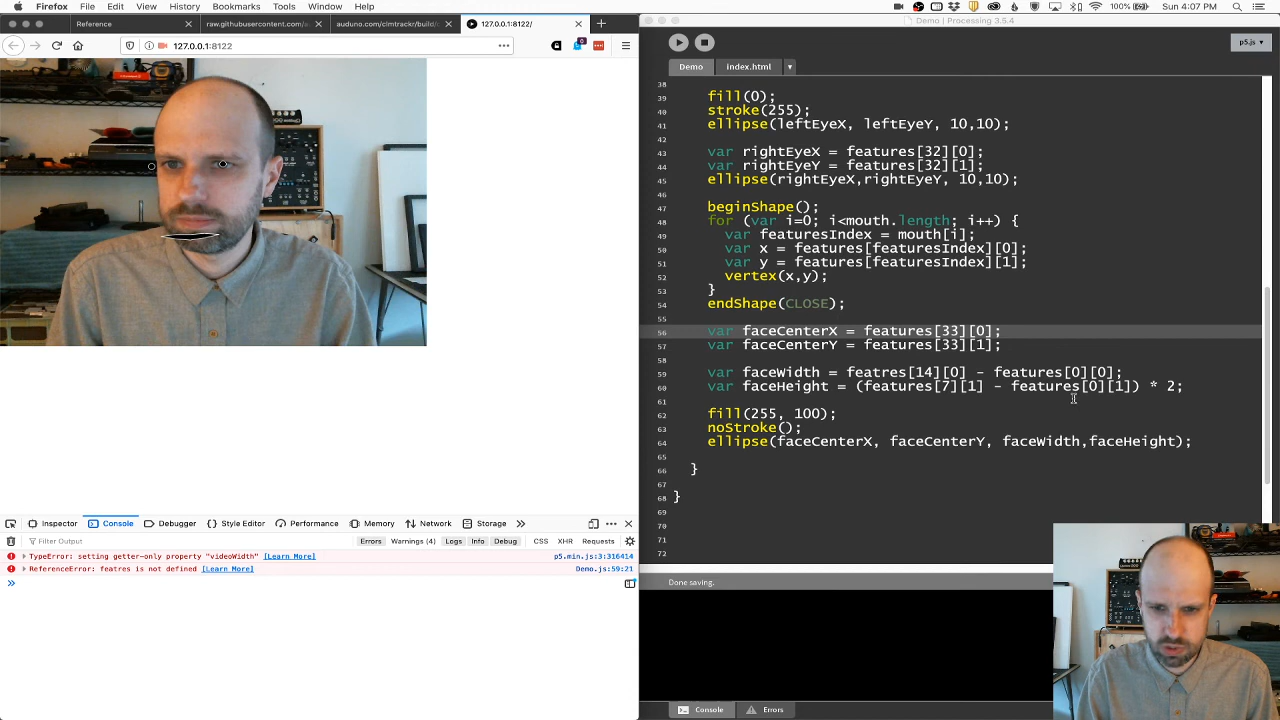 Firefox File Edit View History Bookmarks Tools Window Help
100% Sun 4:07 PM
Reference
raw.githubusercontent.com/a
auduno.com/clmtrackr/build/c
127.0.0.1:8122/
127.0.0.1:8122
Demo | Processing 3.5.4
p5.js
Demo index.html
38
39 fill(0);
40 stroke(255);
41 ellipse(leftEyeX, leftEyeY, 10,10);
42
43 var rightEyeX = features[32][0];
44 var rightEyeY = features[32][1];
45 ellipse(rightEyeX,rightEyeY, 10,10);
46
47 beginShape();
48 for (var i=0; i<mouth.length; i++) {
49 var featuresIndex = mouth[i];
50 var x = features[featuresIndex][0];
51 var y = features[featuresIndex][1];
52 vertex(x,y);
53 }
54 endShape(CLOSE);
55
56 var faceCenterX = features[33][0];
57 var faceCenterY = features[33][1];
58
59 var faceWidth = featres[14][0] - features[0][0];
60 var faceHeight = (features[7][1] - features[0][1]) * 2;
61
62 fill(255, 100);
63 noStroke();
64 ellipse(faceCenterX, faceCenterY, faceWidth,faceHeight);
65
66 }
67
68 }
69
70
71
72
Done saving.
Console Errors
Inspector Console Debugger Style Editor Performance Memory Network Storage
Filter Output Errors Warnings (4) Logs Info Debug CSS XHR Requests
TypeError: setting getter-only property "videoWidth" [Learn More] p5.min.js:3:316414
ReferenceError: featres is not defined [Learn More] Demo.js:59:21